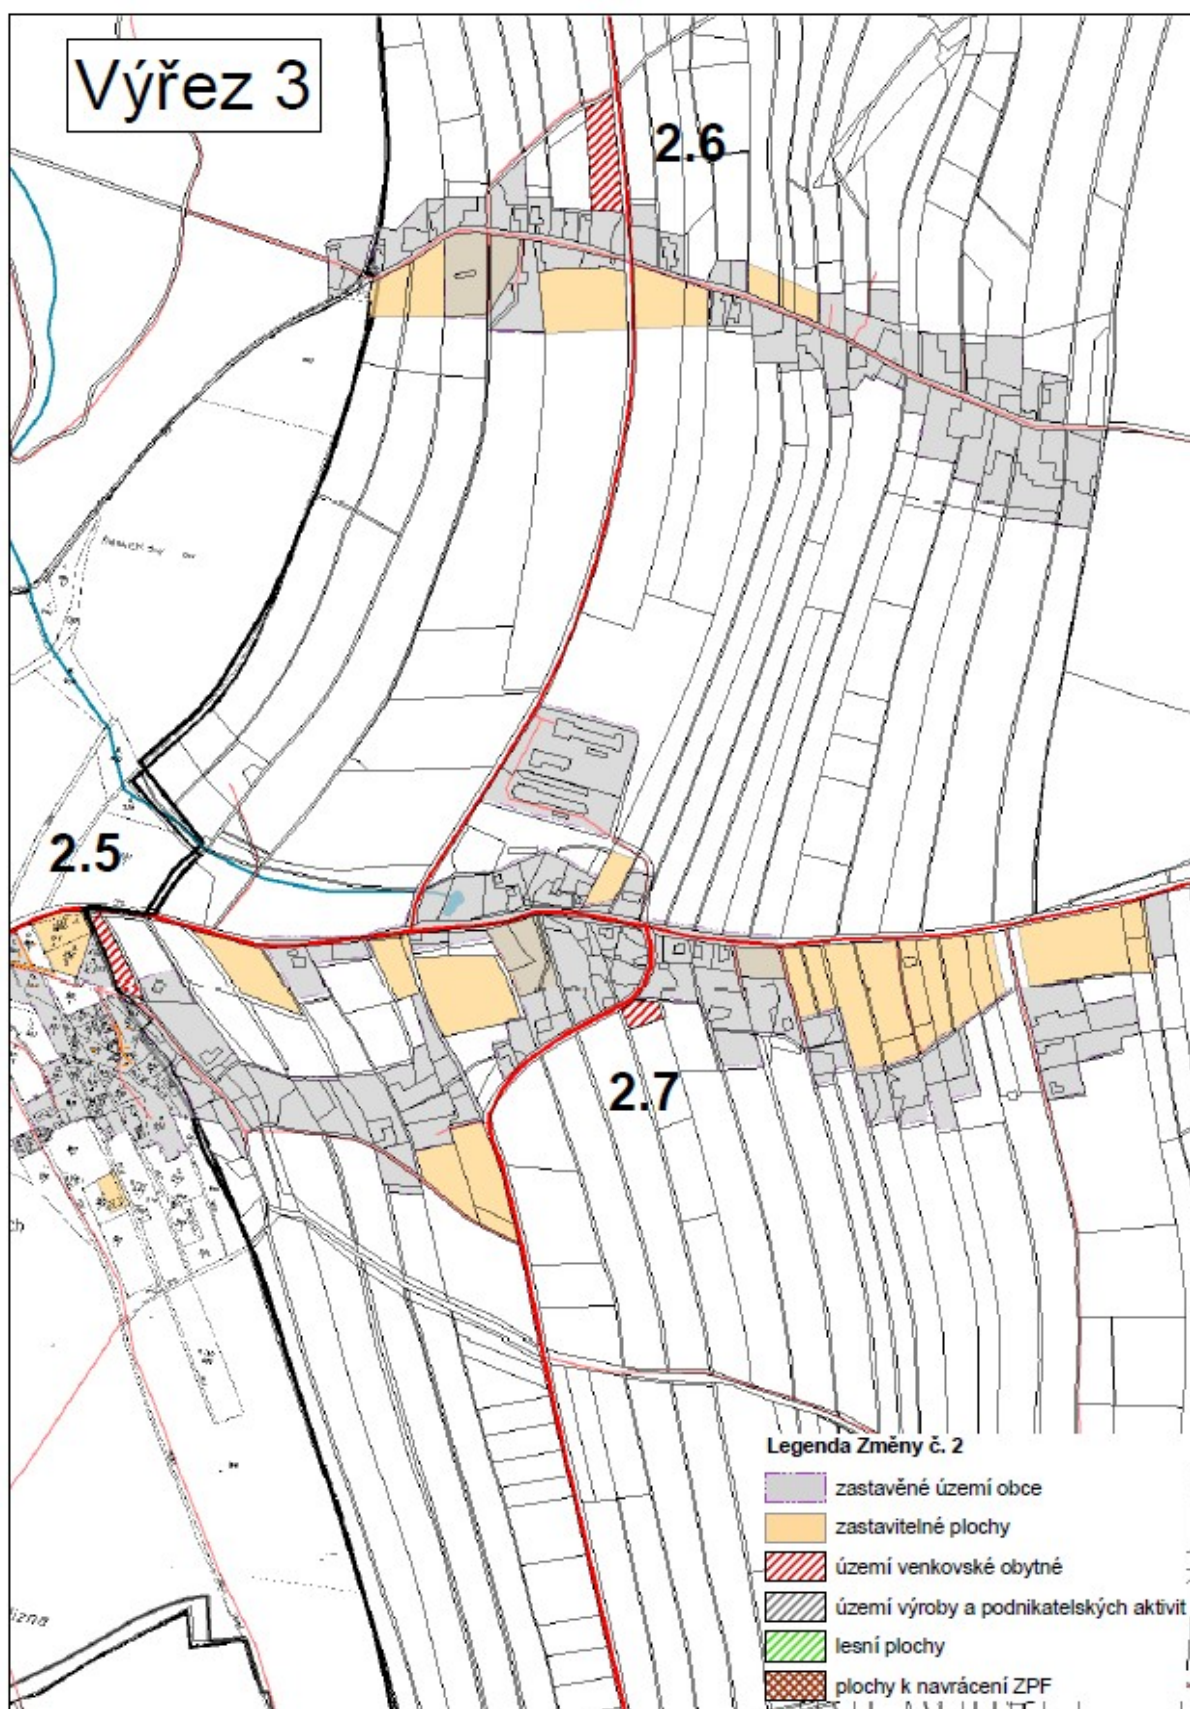 Výřez 3
2.6
2.5
2.7
Legenda Změny č. 2
zastavěné území obce
zastavitelné plochy
území venkovské obytné
území výroby a podnikatelských aktivit
lesní plochy
plochy k navrácení ZPF